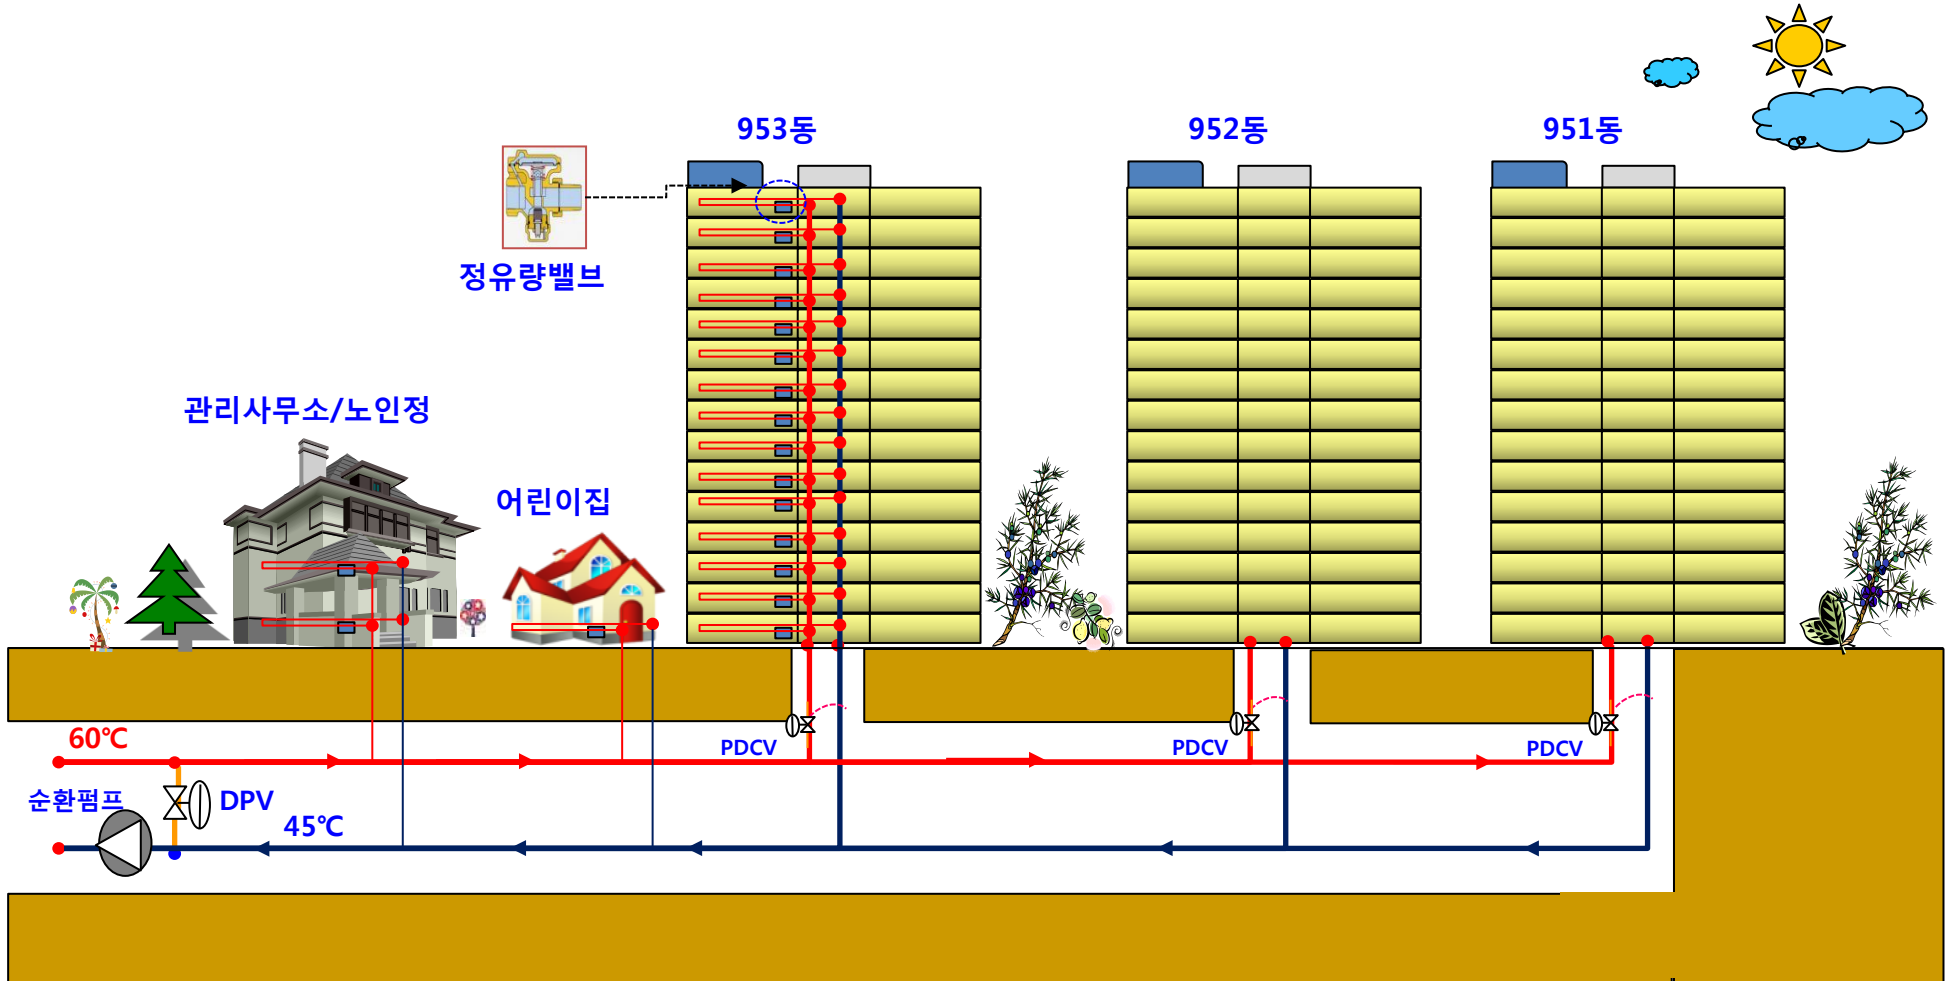 953동
952동
951동
정유량밸브
관리사무소/노인정
어린이집
60℃
PDCV
PDCV
PDCV
순환펌프
DPV
45℃